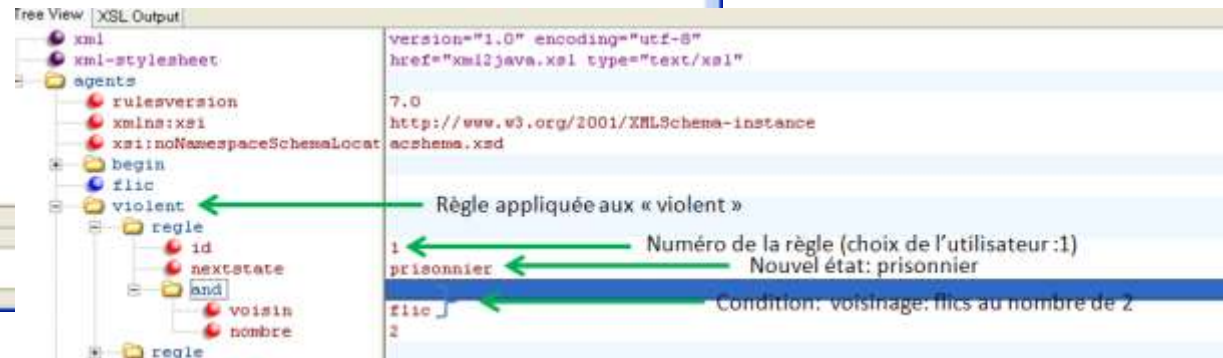 Tree View XSL Output
xml version="1.0" encoding="utf-8"
xml-stylesheet href="xml2java.xsl type="text/xsl"
agents
rulesversion 7.0
xmlns:xsi http://www.w3.org/2001/XMLSchema-instance
xsi:noNamespaceSchemaLocat acshema.xsd
begin
flic
violent Règle appliquée aux « violent »
regle
id 1 Numéro de la règle (choix de l'utilisateur :1)
nextstate prisonnier Nouvel état: prisonnier
and
Condition: voisinage: flics au nombre de 2
voisin flic
nombre 2
regle